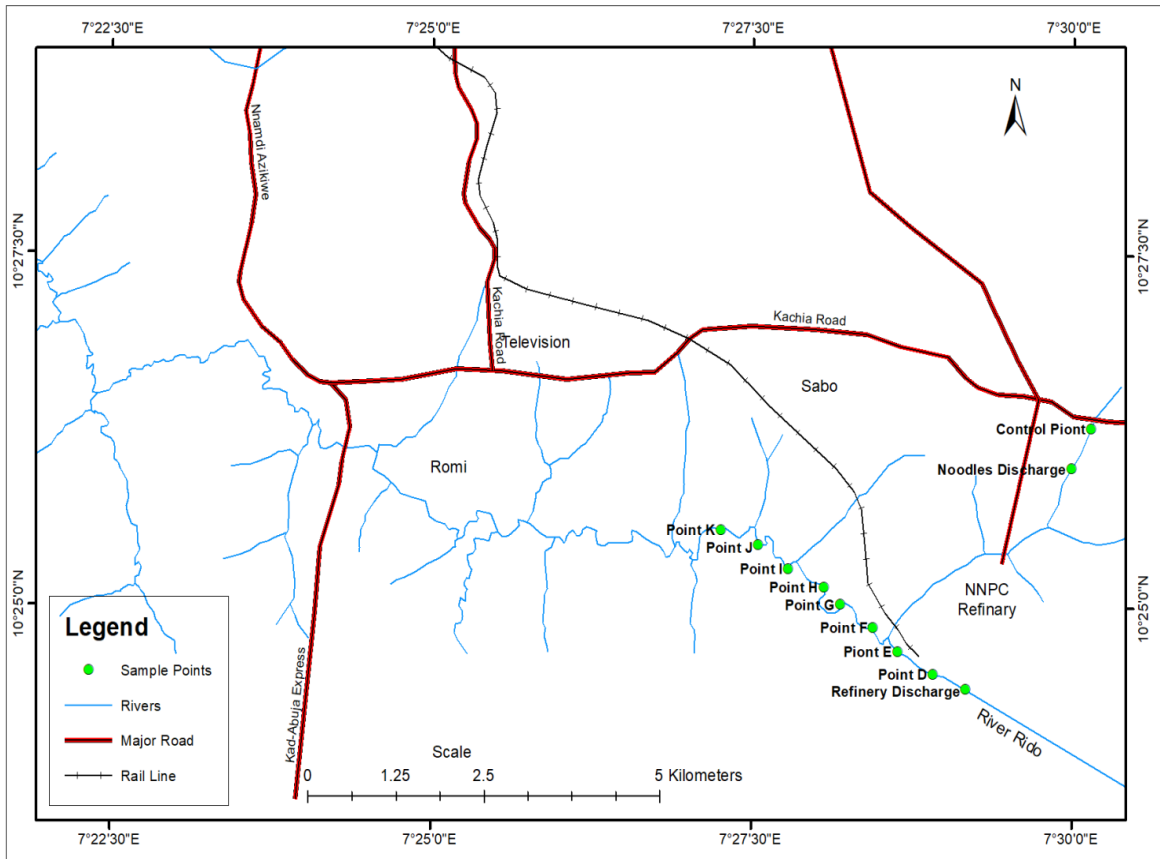 7°22'30"E
7°25'0"E
7°27'30"E
7°30'0"E
N
Nnamdi Azikiwe
10°27'30"N
10°27'30"N
Kachia Road
Kachia Road
Television
Sabo
Control Piont
Romi
Noodles Discharge
Point K
Point J
Point I
Point H
NNPC
Refinary
Point G
10°25'0"N
10°25'0"N
Point F
Piont E
Point D
Refinery Discharge
River Rido
Kad-Abuja Express
Legend
Sample Points
Rivers
Major Road
Rail Line
Scale
0 1.25 2.5 5 Kilometers
7°22'30"E
7°25'0"E
7°27'30"E
7°30'0"E